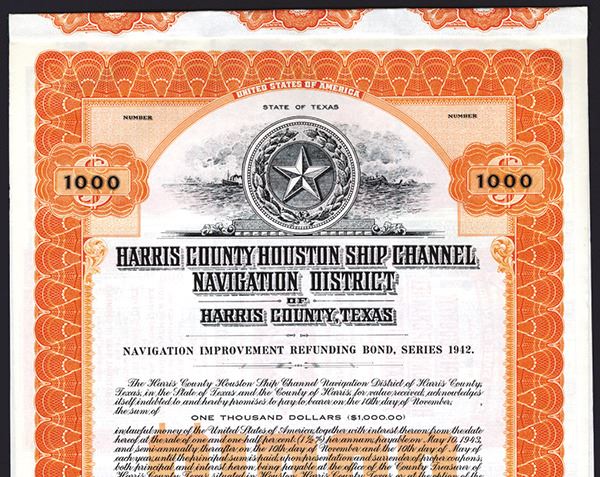 UNITED STATES OF AMERICA
STATE OF TEXAS
NUMBER NUMBER
1000 1000
HARRIS COUNTY HOUSTON SHIP CHANNEL
NAVIGATION DISTRICT
OF
HARRIS COUNTY, TEXAS
NAVIGATION IMPROVEMENT REFUNDING BOND, SERIES 1942.
The Harris County Houston Ship Channel Navigation District of Harris County,
Texas, in the State of Texas and the County of Harris, for value received, acknowledges
itself indebted to and hereby promises to pay to bearer on the 10th day of November,
the sum of
ONE THOUSAND DOLLARS ($1,000.00)
in lawful money of the United States of America, together with interest thereon from the date
hereof at the rate of one and one-half per cent. (1½%) per annum, payable on May 10, 1943,
and semi-annually thereafter on the 10th day of November and the 10th day of May of
each year, until the principal sum is paid, upon presentation and surrender of proper coupons,
both principal and interest hereon being payable at the office of the County Treasurer of